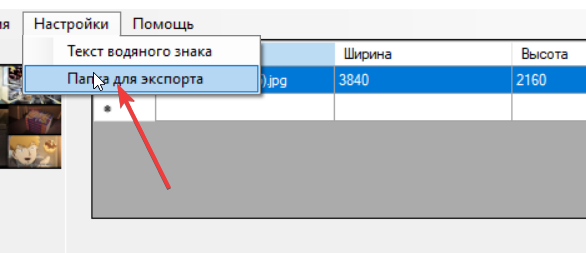 ия Настройки Помощь
Текст водяного знака
Папка для экспорта
Ширина Высота
).jpg 3840 2160